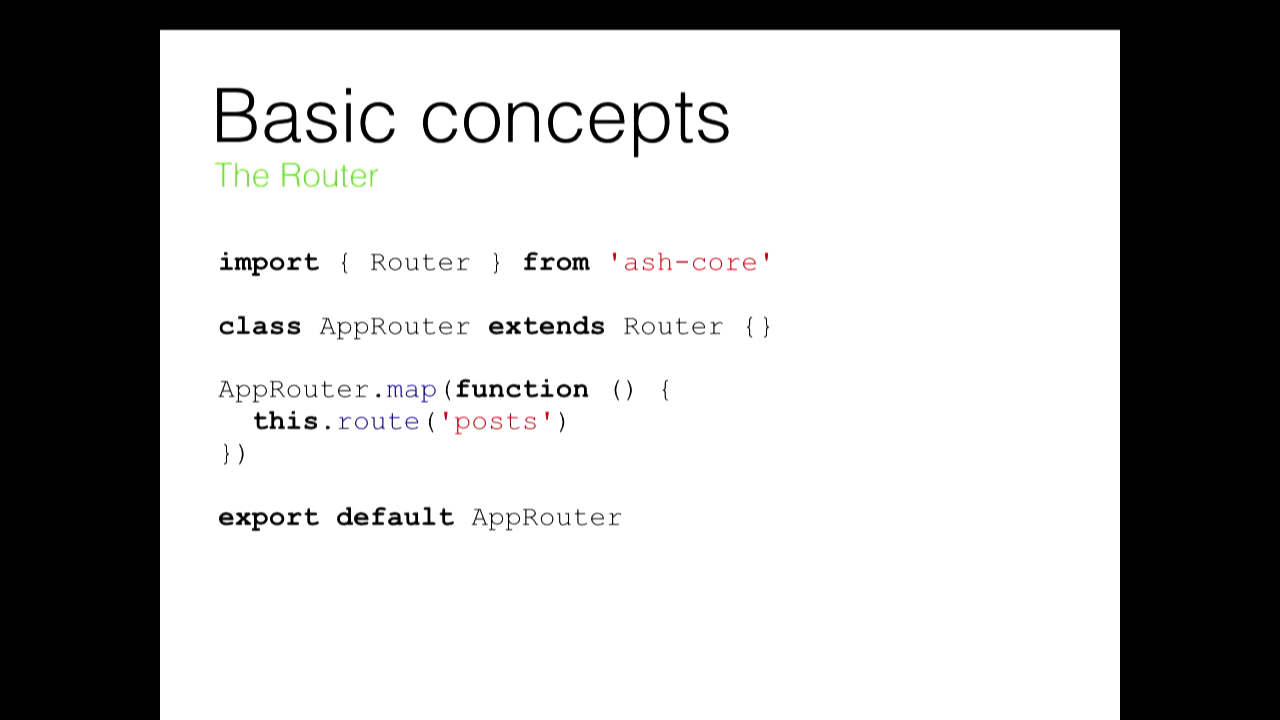 Basic concepts
The Router
import { Router } from 'ash-core'
class AppRouter extends Router {}
AppRouter.map(function () {
  this.route('posts')
})
export default AppRouter